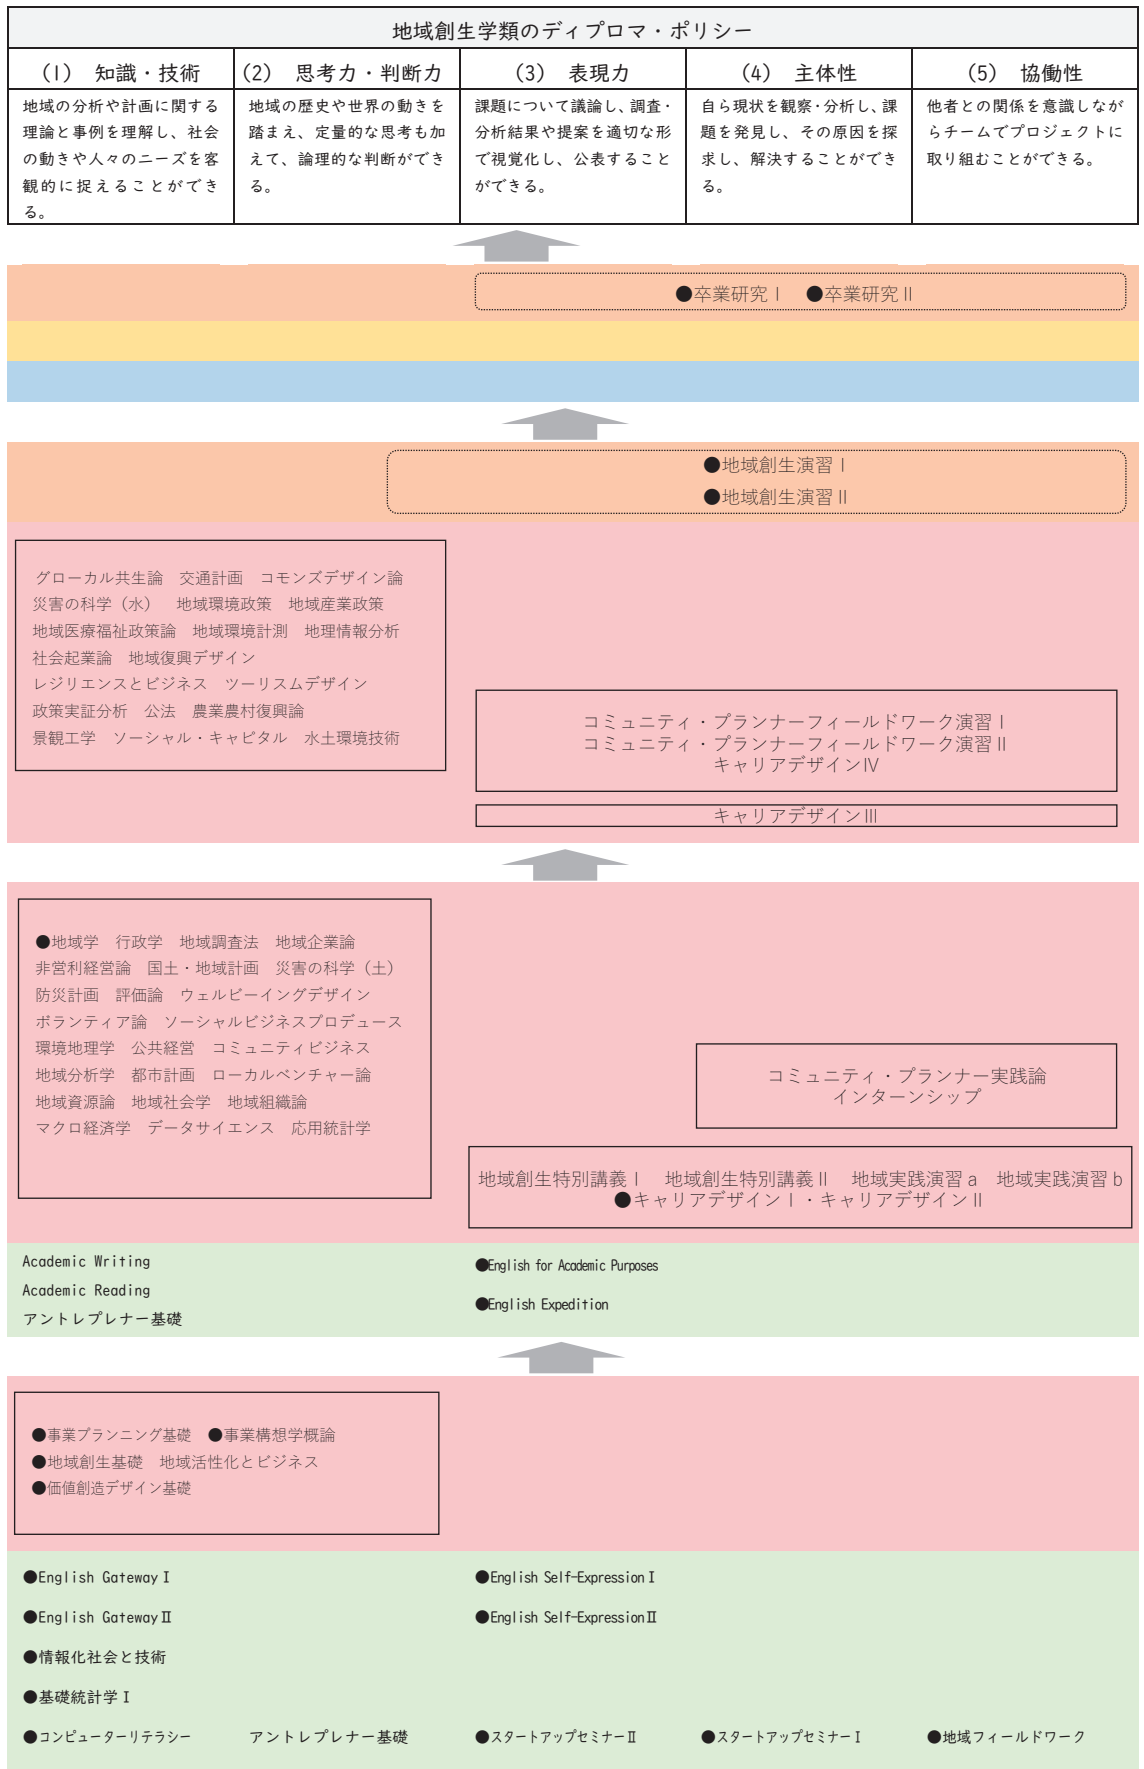 地域創生学類のディプロマ・ポリシー
(1) 知識・技術
(2) 思考力・判断力
(3) 表現力
(4) 主体性
(5) 協働性
地域の分析や計画に関する
理論と事例を理解し、社会
の動きや人々のニーズを客
観的に捉えることができ
る。
地域の歴史や世界の動きを
踏まえ、定量的な思考も加
えて、論理的な判断ができ
る。
課題について議論し、調査・
分析結果や提案を適切な形
で視覚化し、公表すること
ができる。
自ら現状を観察・分析し、課
題を発見し、その原因を探
求し、解決することができ
る。
他者との関係を意識しなが
らチームでプロジェクトに
取り組むことができる。
●卒業研究Ⅰ ●卒業研究Ⅱ
●地域創生演習Ⅰ
●地域創生演習Ⅱ
グローカル共生論 交通計画 コモンズデザイン論
災害の科学（水） 地域環境政策 地域産業政策
地域医療福祉政策論 地域環境計測 地理情報分析
社会起業論 地域復興デザイン
レジリエンスとビジネス ツーリズムデザイン
政策実証分析 公法 農業農村復興論
景観工学 ソーシャル・キャピタル 水土環境技術
コミュニティ・プランナーフィールドワーク演習Ⅰ
コミュニティ・プランナーフィールドワーク演習Ⅱ
キャリアデザインⅣ
キャリアデザインⅢ
●地域学 行政学 地域調査法 地域企業論
非営利経営論 国土・地域計画 災害の科学（土）
防災計画 評価論 ウェルビーイングデザイン
ボランティア論 ソーシャルビジネスプロデュース
環境地理学 公共経営 コミュニティビジネス
地域分析学 都市計画 ローカルベンチャー論
地域資源論 地域社会学 地域組織論
マクロ経済学 データサイエンス 応用統計学
コミュニティ・プランナー実践論
インターンシップ
地域創生特別講義Ⅰ 地域創生特別講義Ⅱ 地域実践演習a 地域実践演習b
●キャリアデザインⅠ・キャリアデザインⅡ
Academic Writing
Academic Reading
アントレプレナー基礎
●English for Academic Purposes
●English Expedition
●事業プランニング基礎 ●事業構想学概論
●地域創生基礎 地域活性化とビジネス
●価値創造デザイン基礎
●English GatewayⅠ
●English Self-ExpressionⅠ
●English GatewayⅡ
●English Self-ExpressionⅡ
●情報化社会と技術
●基礎統計学Ⅰ
●コンピューターリテラシー
アントレプレナー基礎
●スタートアップセミナーⅡ
●スタートアップセミナーⅠ
●地域フィールドワーク